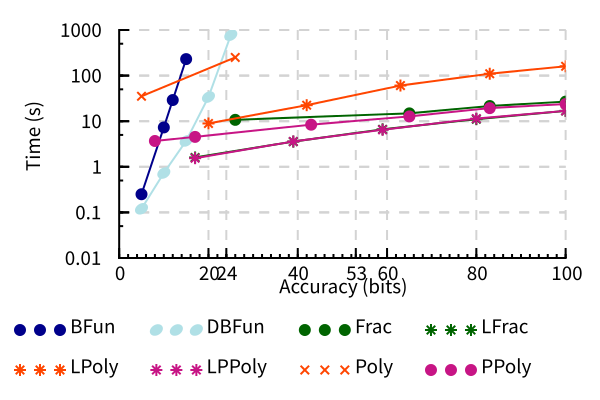 1000
100
10
1
0.1
0.01
Time (s)
0 20 24 40 53 60 80 100
Accuracy (bits)
BFun DBFun Frac LFrac
LPoly LPPoly Poly PPoly